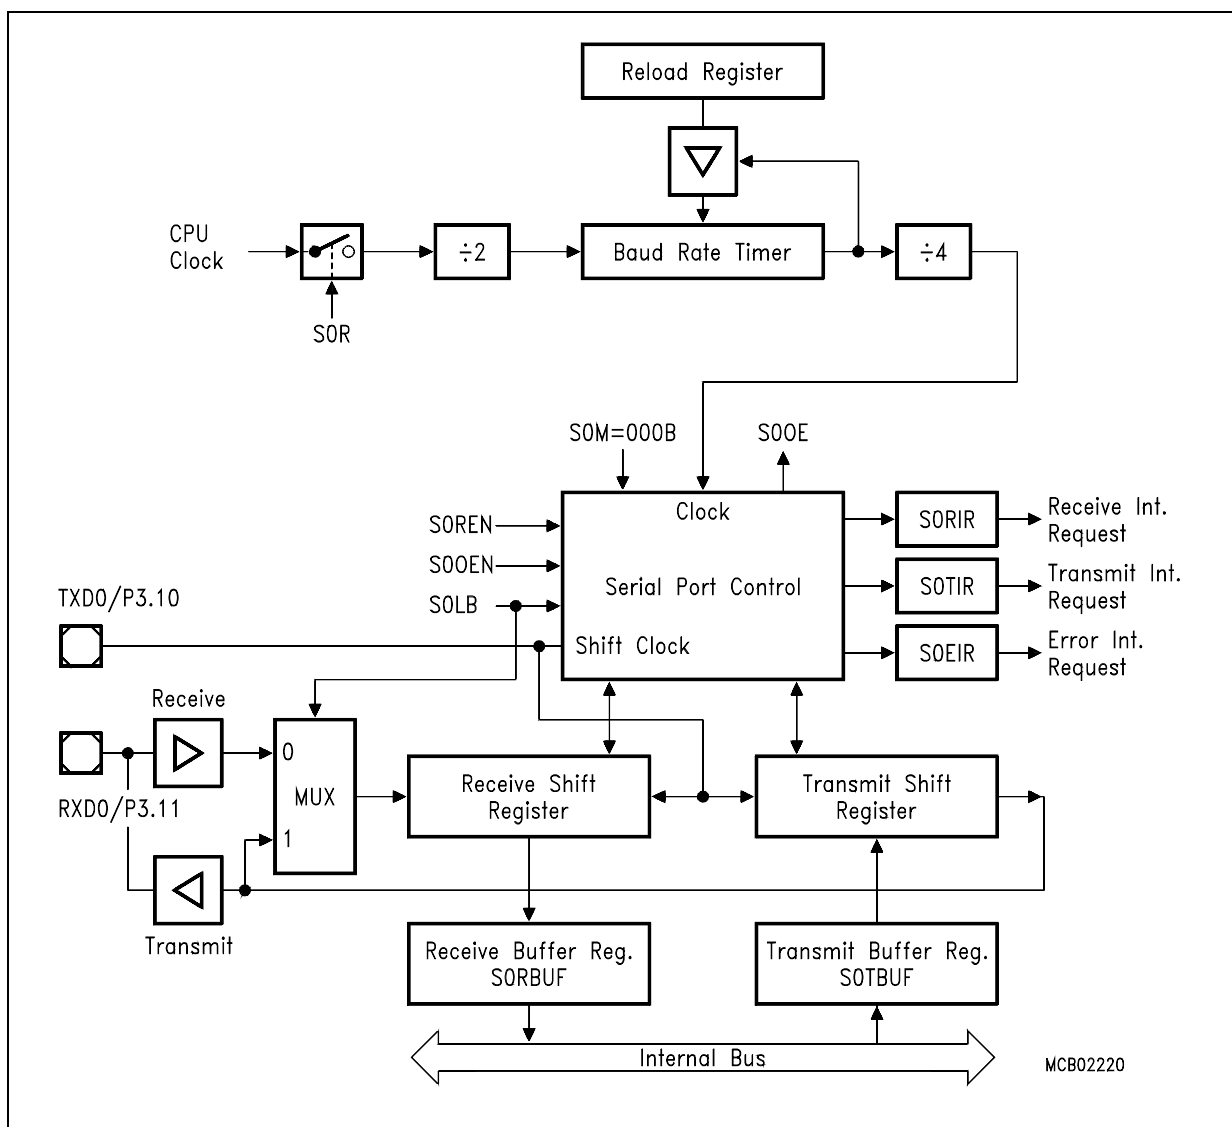 Reload Register
CPU
Clock
÷2
Baud Rate Timer
÷4
S0R
S0M=000B
S0OE
Clock
S0REN
S0OEN
S0LB
Serial Port Control
Shift Clock
S0RIR
Receive Int.
Request
S0TIR
Transmit Int.
Request
S0EIR
Error Int.
Request
TXD0/P3.10
Receive
RXD0/P3.11
0
MUX
1
Transmit
Receive Shift
Register
Transmit Shift
Register
Receive Buffer Reg.
S0RBUF
Transmit Buffer Reg.
S0TBUF
Internal Bus
MCB02220